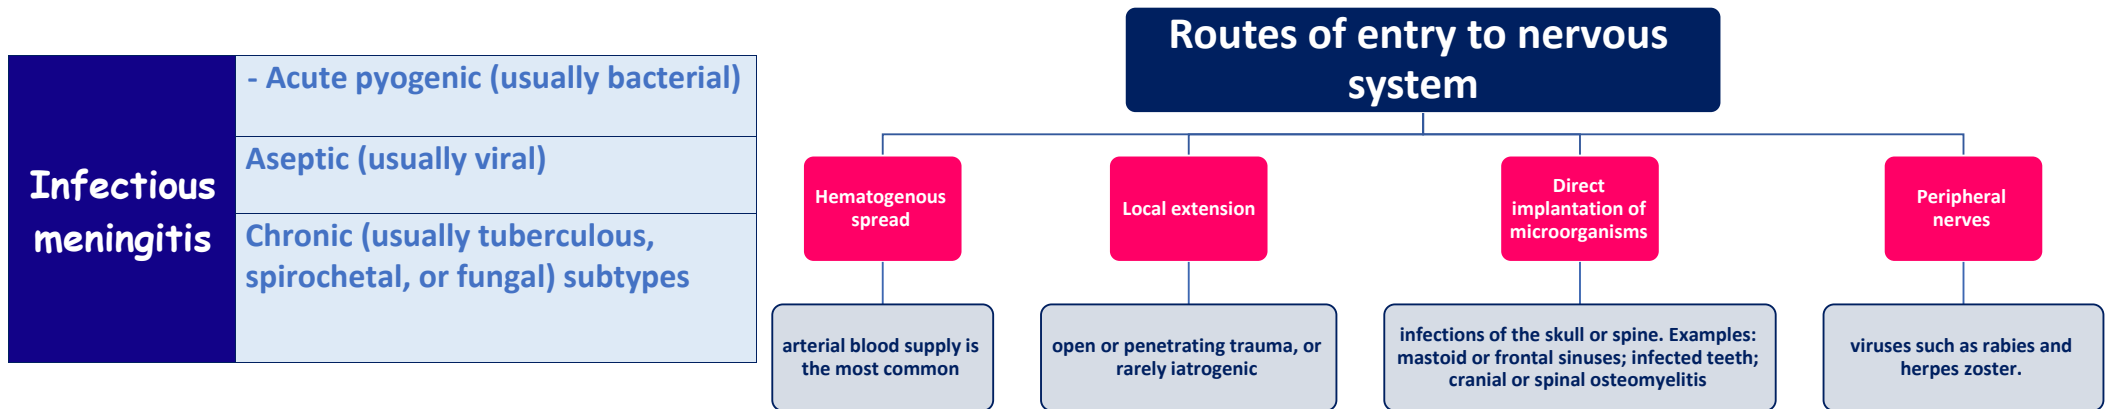 Infectious
meningitis
- Acute pyogenic (usually bacterial)
Aseptic (usually viral)
Chronic (usually tuberculous,
spirochetal, or fungal) subtypes
Routes of entry to nervous
system
Hematogenous
spread
arterial blood supply is
the most common
Local extension
open or penetrating trauma, or
rarely iatrogenic
Direct
implantation of
microorganisms
infections of the skull or spine. Examples:
mastoid or frontal sinuses; infected teeth;
cranial or spinal osteomyelitis
Peripheral
nerves
viruses such as rabies and
herpes zoster.